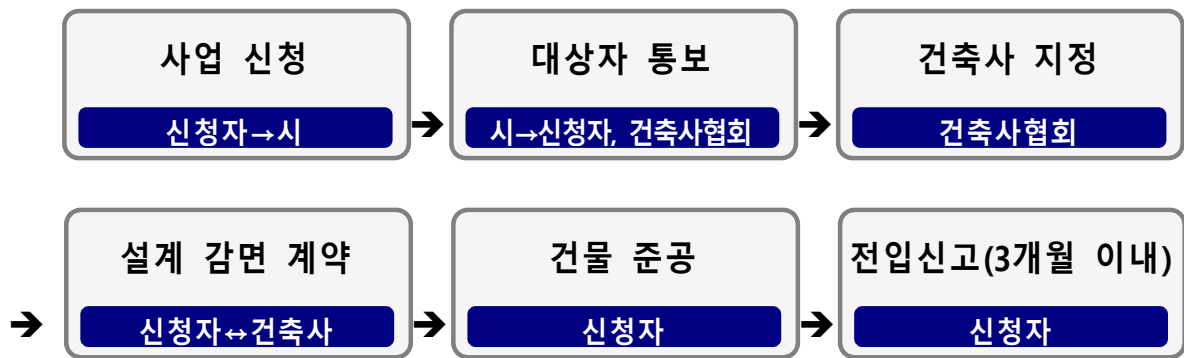 사업 신청
신청자→시
➔
대상자 통보
시→신청자, 건축사협회
➔
건축사 지정
건축사협회
➔
설계 감면 계약
신청자↔건축사
➔
건물 준공
신청자
➔
전입신고(3개월 이내)
신청자